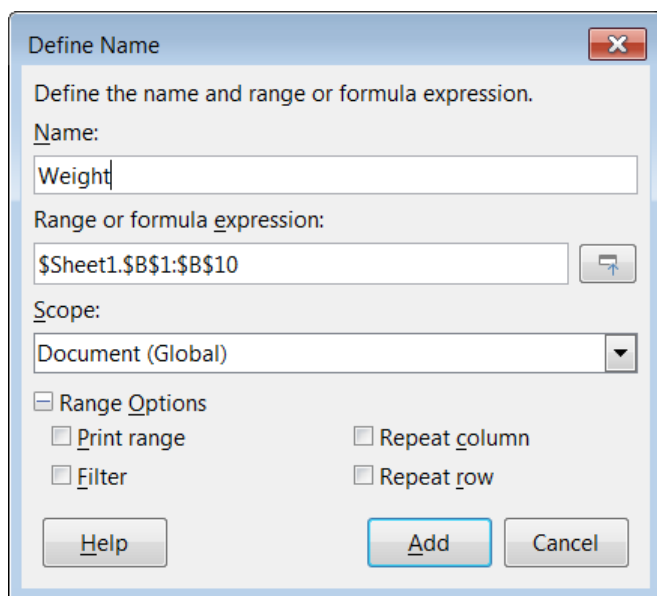 Define Name
Define the name and range or formula expression.
Name:
Weight
Range or formula expression:
$Sheet1.$B$1:$B$10
Scope:
Document (Global)
Range Options
Print range Repeat column
Filter Repeat row
Help Add Cancel